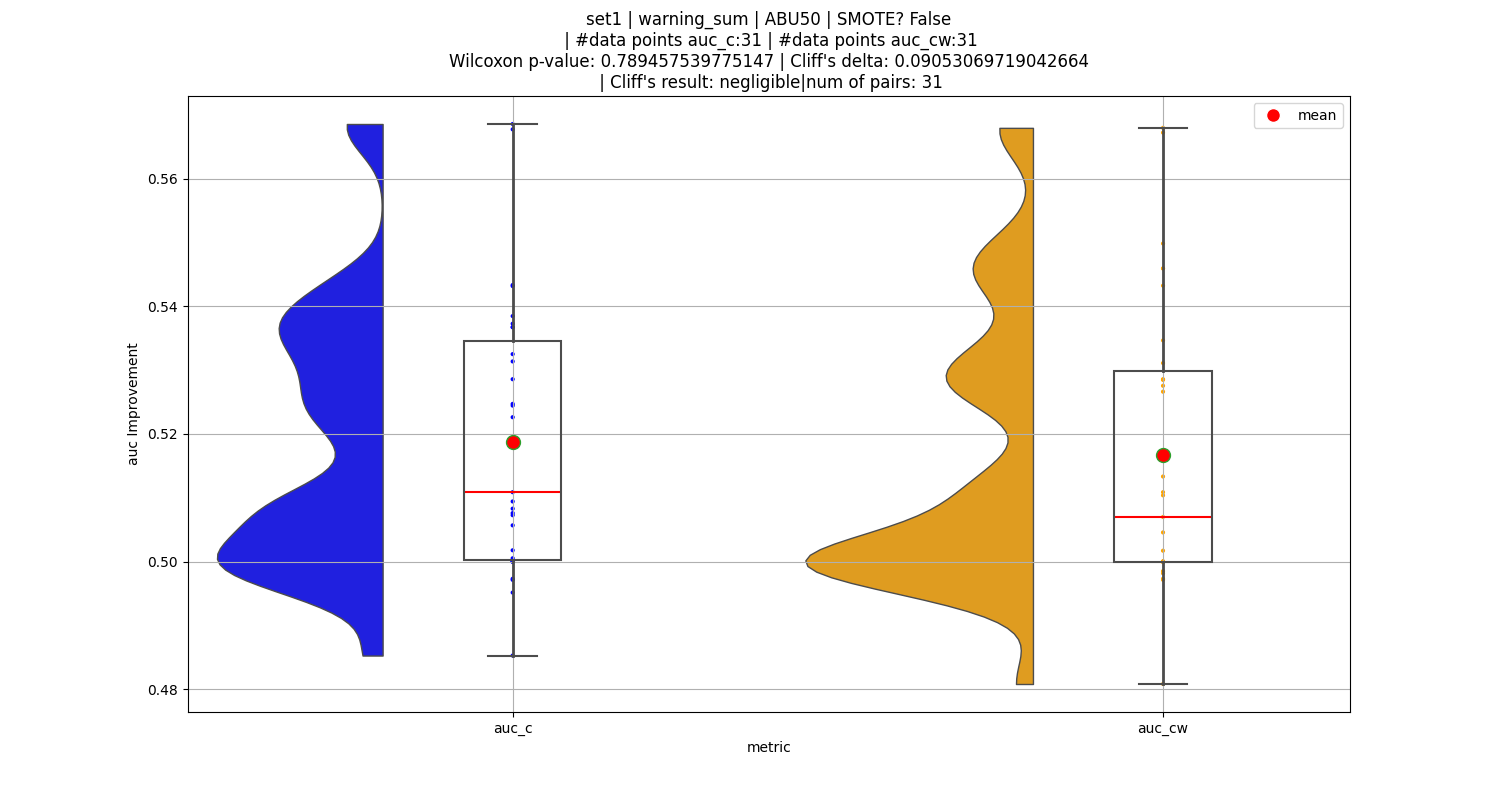 set1 | warning_sum | ABU50 | SMOTE? False
| #data points auc_c:31 | #data points auc_cw:31
Wilcoxon p-value: 0.789457539775147 | Cliff's delta: 0.09053069719042664
| Cliff's result: negligible|num of pairs: 31
mean
0.56
0.54
0.52
0.50
0.48
auc Improvement
auc_c
auc_cw
metric